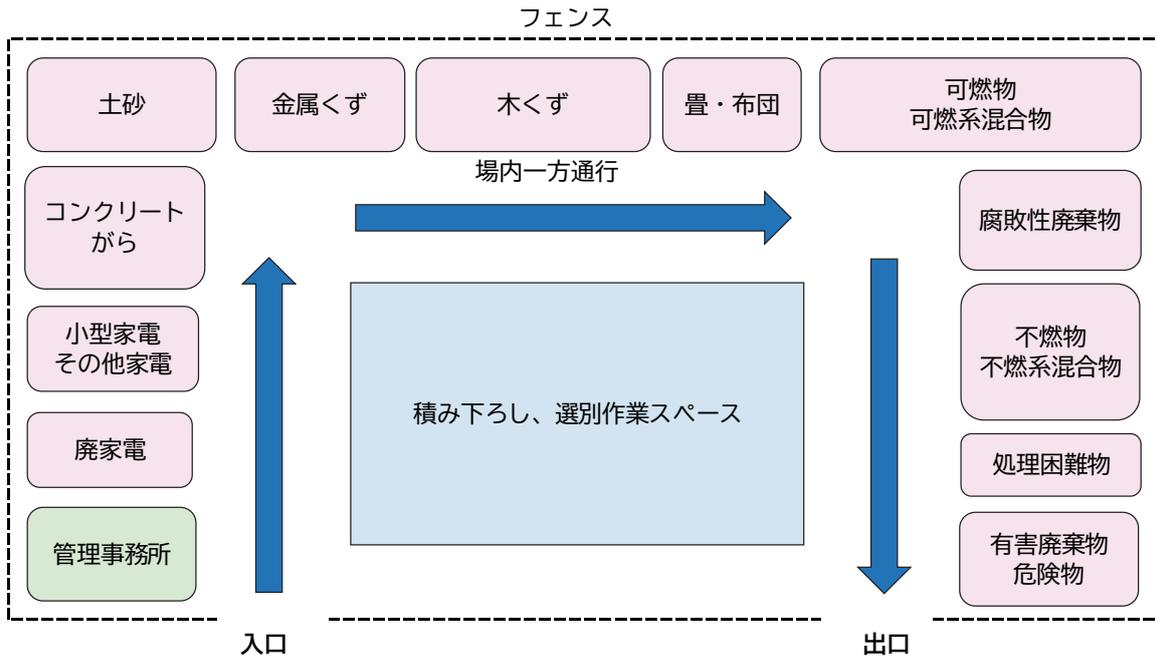 フェンス
土砂
金属くず
木くず
畳・布団
可燃物
可燃系混合物
場内一方通行
コンクリート
がら
腐敗性廃棄物
小型家電
その他家電
不燃物
不燃系混合物
積み下ろし、選別作業スペース
廃家電
処理困難物
管理事務所
有害廃棄物
危険物
入口
出口